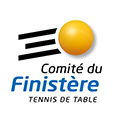 Comité du
Finistère
TENNIS DE TABLE